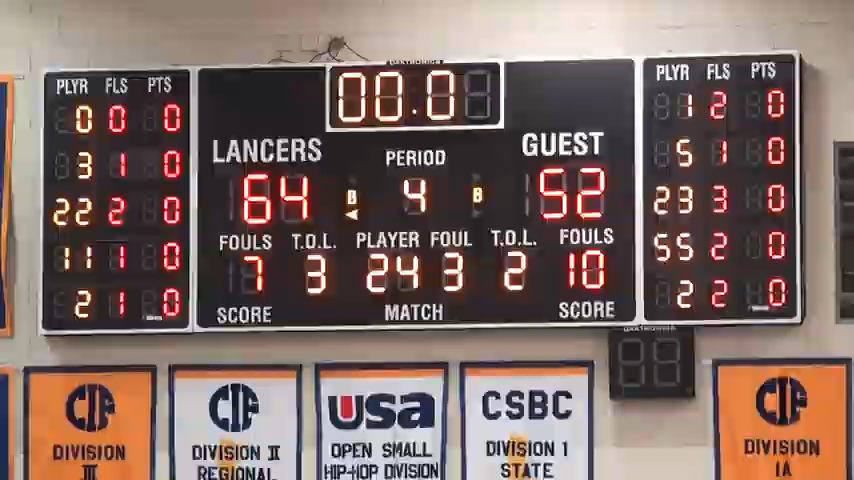 DAKTRONICS
PLYR FLS PTS
0 0 0
3 1 0
22 2 0
11 1 0
2 1 0
00.0
LANCERS PERIOD GUEST
64 B 4 B 52
FOULS T.O.L. PLAYER FOUL T.O.L. FOULS
7 3 24 3 2 10
SCORE MATCH SCORE
PLYR FLS PTS
1 2 0
5 1 0
23 3 0
55 2 0
2 2 0
DAKTRONICS
CIF
DIVISION
III
CIF
DIVISION II
REGIONAL
USA
OPEN SMALL
HIP-HOP DIVISION
CSBC
DIVISION 1
STATE
CIF
DIVISION
IA